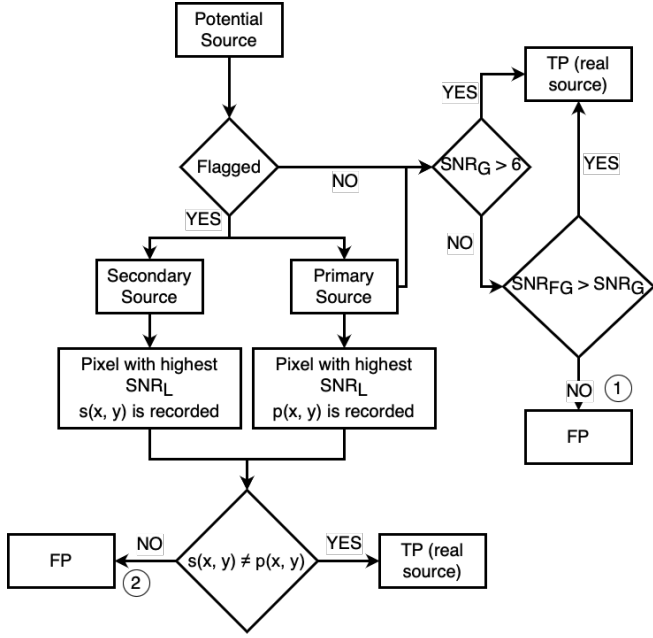 Potential
Source
TP (real
source)
YES
Flagged
SNRG > 6
NO
YES
YES
NO
Secondary
Source
Primary
Source
SNRFG > SNRG
Pixel with highest
SNRL
s(x, y) is recorded
Pixel with highest
SNRL
p(x, y) is recorded
NO
1
FP
NO
YES
FP
s(x, y) ≠ p(x, y)
TP (real
source)
2